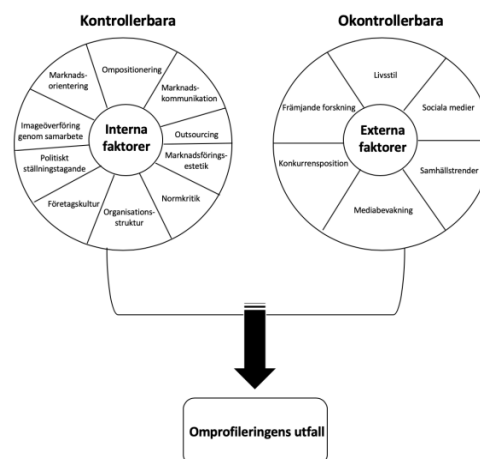 Kontrollerbara
Okontrollerbara
Ompositionering
Marknads-
kommunikation
Outsourcing
Marknadsförings-
estetik
Normkritik
Organisations-
struktur
Företagskultur
Politiskt
ställningstagande
Imageöverföring
genom samarbete
Marknads-
orientering
Interna
faktorer
Livsstil
Sociala medier
Samhällstrender
Mediabevakning
Konkurrensposition
Främjande forskning
Externa
faktorer
Omprofileringens utfall